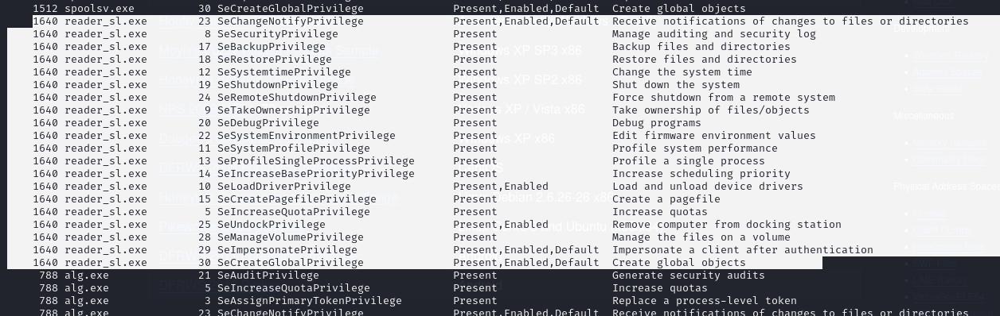 1512 spoolsv.exe 30 SeCreateGlobalPrivilege Present,Enabled,Default Create global objects
1640 reader_sl.exe 23 SeChangeNotifyPrivilege Present,Enabled,Default Receive notifications of changes to files or directories
1640 reader_sl.exe 8 SeSecurityPrivilege Present Manage auditing and security log
1640 reader_sl.exe 17 SeBackupPrivilege Present Backup files and directories
1640 reader_sl.exe 18 SeRestorePrivilege Present Restore files and directories
1640 reader_sl.exe 12 SeSystemtimePrivilege Present Change the system time
1640 reader_sl.exe 19 SeShutdownPrivilege Present Shut down the system
1640 reader_sl.exe 24 SeRemoteShutdownPrivilege Present Force shutdown from a remote system
1640 reader_sl.exe 9 SeTakeOwnershipPrivilege Present Take ownership of files/objects
1640 reader_sl.exe 20 SeDebugPrivilege Present Debug programs
1640 reader_sl.exe 22 SeSystemEnvironmentPrivilege Present Edit firmware environment values
1640 reader_sl.exe 11 SeSystemProfilePrivilege Present Profile system performance
1640 reader_sl.exe 13 SeProfileSingleProcessPrivilege Present Profile a single process
1640 reader_sl.exe 14 SeIncreaseBasePriorityPrivilege Present Increase scheduling priority
1640 reader_sl.exe 10 SeLoadDriverPrivilege Present,Enabled Load and unload device drivers
1640 reader_sl.exe 15 SeCreatePagefilePrivilege Present Create a pagefile
1640 reader_sl.exe 5 SeIncreaseQuotaPrivilege Present Increase quotas
1640 reader_sl.exe 25 SeUndockPrivilege Present,Enabled Remove computer from docking station
1640 reader_sl.exe 28 SeManageVolumePrivilege Present Manage the files on a volume
1640 reader_sl.exe 29 SeImpersonatePrivilege Present,Enabled,Default Impersonate a client after authentication
1640 reader_sl.exe 30 SeCreateGlobalPrivilege Present,Enabled,Default Create global objects
788 alg.exe 21 SeAuditPrivilege Present Generate security audits
788 alg.exe 5 SeIncreaseQuotaPrivilege Present Increase quotas
788 alg.exe 3 SeAssignPrimaryTokenPrivilege Present Replace a process-level token
788 alg.exe 23 SeChangeNotifyPrivilege Present,Enabled,Default Receive notifications of changes to files or directories